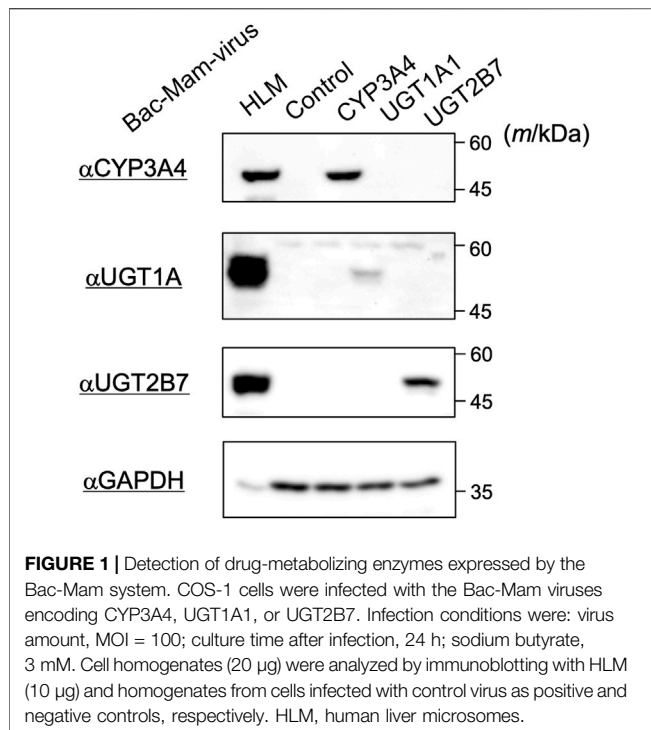 Bac-Mam-virus
HLM
Control
CYP3A4
UGT1A1
UGT2B7
(m/kDa)
αCYP3A4
60
45
αUGT1A
60
45
αUGT2B7
60
45
αGAPDH
35
FIGURE 1 | Detection of drug-metabolizing enzymes expressed by the
Bac-Mam system. COS-1 cells were infected with the Bac-Mam viruses
encoding CYP3A4, UGT1A1, or UGT2B7. Infection conditions were: virus
amount, MOI = 100; culture time after infection, 24 h; sodium butyrate,
3 mM. Cell homogenates (20 μg) were analyzed by immunoblotting with HLM
(10 μg) and homogenates from cells infected with control virus as positive and
negative controls, respectively. HLM, human liver microsomes.